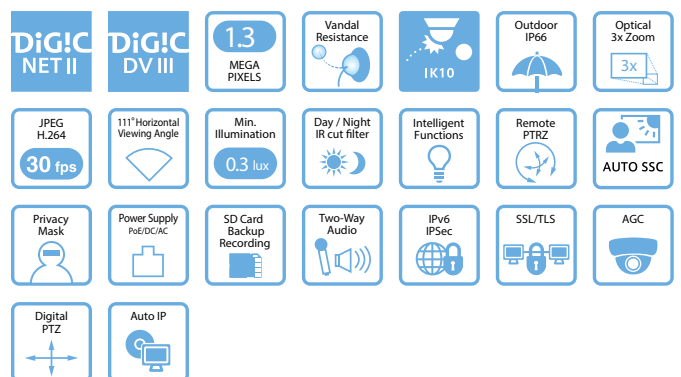 DiG!C
NET II
DiG!C
DV III
1.3
MEGA
PIXELS
Vandal
Resistance
IK10
Outdoor
IP66
Optical
3x Zoom
3x
JPEG
H.264
30 fps
111° Horizontal
Viewing Angle
Min.
Illumination
0.3 lux
Day / Night
IR cut filter
Intelligent
Functions
Remote
PTRZ
AUTO SSC
Privacy
Mask
Power Supply
PoE/DC/AC
SD Card
Backup
Recording
Two-Way
Audio
IPv6
IPSec
SSL/TLS
AGC
Digital
PTZ
Auto IP